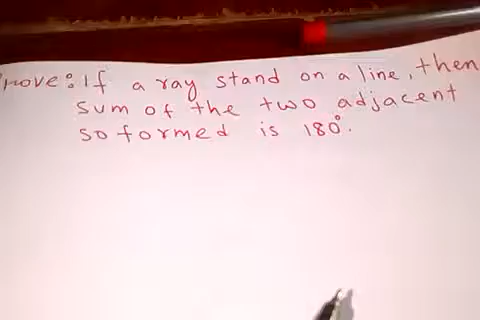 Prove: If a ray stand on a line, then
sum of the two adjacent
so formed is 180°.